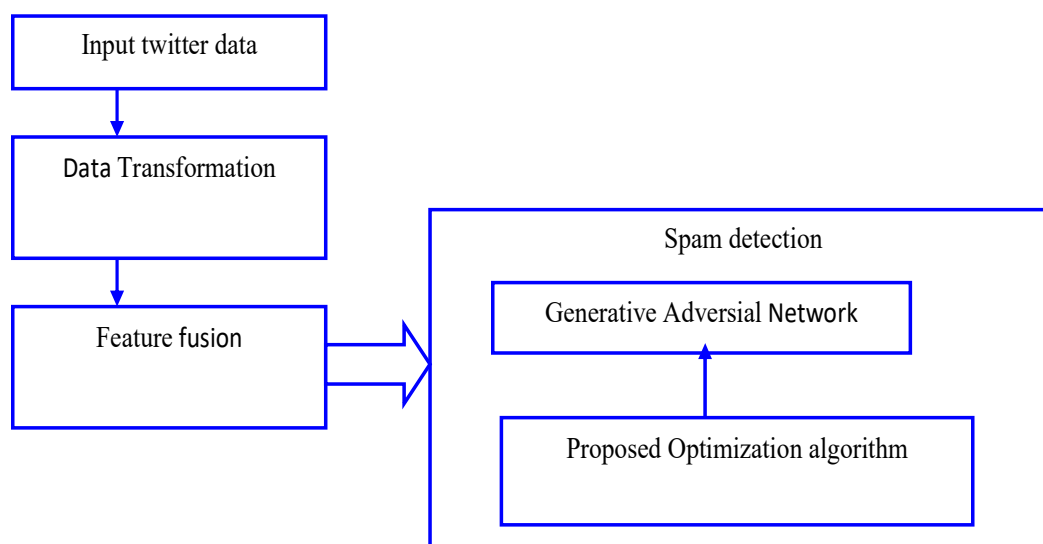 Input twitter data
Data Transformation
Feature fusion
Spam detection
Generative Adversial Network
Proposed Optimization algorithm